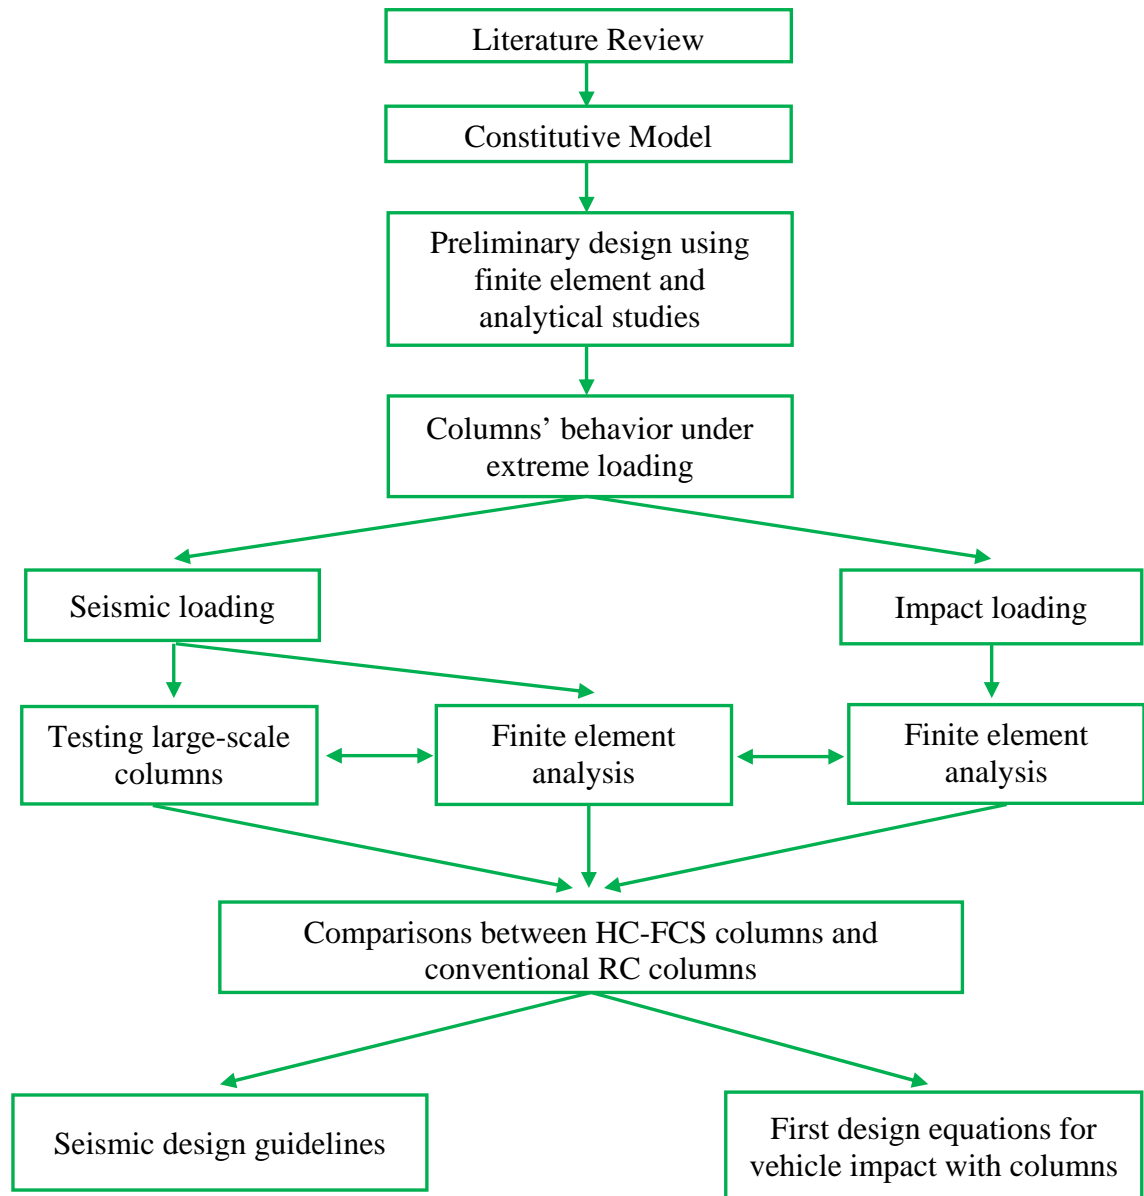 Literature Review
Constitutive Model
Preliminary design using
finite element and
analytical studies
Columns’ behavior under
extreme loading
Seismic loading
Impact loading
Testing large-scale
columns
Finite element
analysis
Finite element
analysis
Comparisons between HC-FCS columns and
conventional RC columns
Seismic design guidelines
First design equations for
vehicle impact with columns